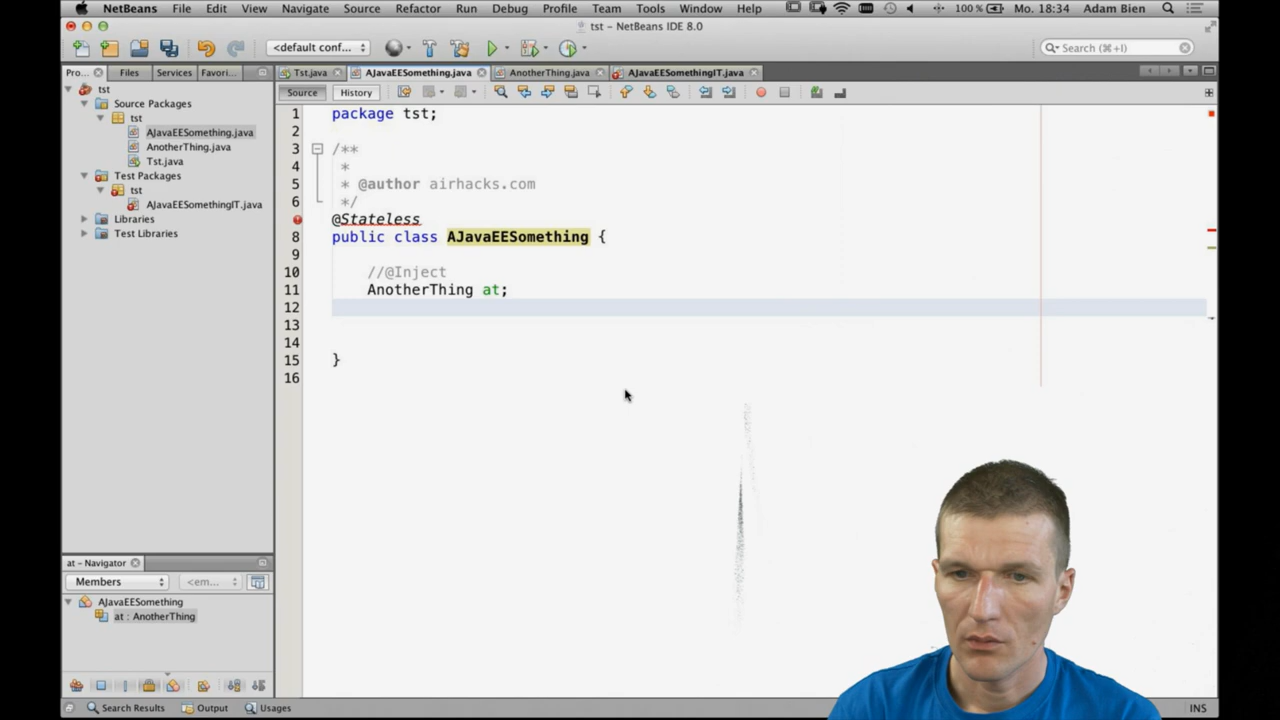 NetBeans File Edit View Navigate Source Refactor Run Debug Profile Team Tools Window Help 100 % Mo. 18:34 Adam Bien
tst - NetBeans IDE 8.0
<default conf... Search (⌘+I)
Pro... Files Services Favori... Tst.java AJavaEESomething.java AnotherThing.java AJavaEESomethingIT.java
Source History
tst
Source Packages
tst
AJavaEESomething.java
AnotherThing.java
Tst.java
Test Packages
tst
AJavaEESomethingIT.java
Libraries
Test Libraries
1 package tst;
2
3 /**
4 *
5 * @author airhacks.com
6 */
@Stateless
8 public class AJavaEESomething {
9
10 //@Inject
11 AnotherThing at;
12
13
14
15 }
16
at - Navigator
Members <em...
AJavaEESomething
at : AnotherThing
Search Results Output Usages INS